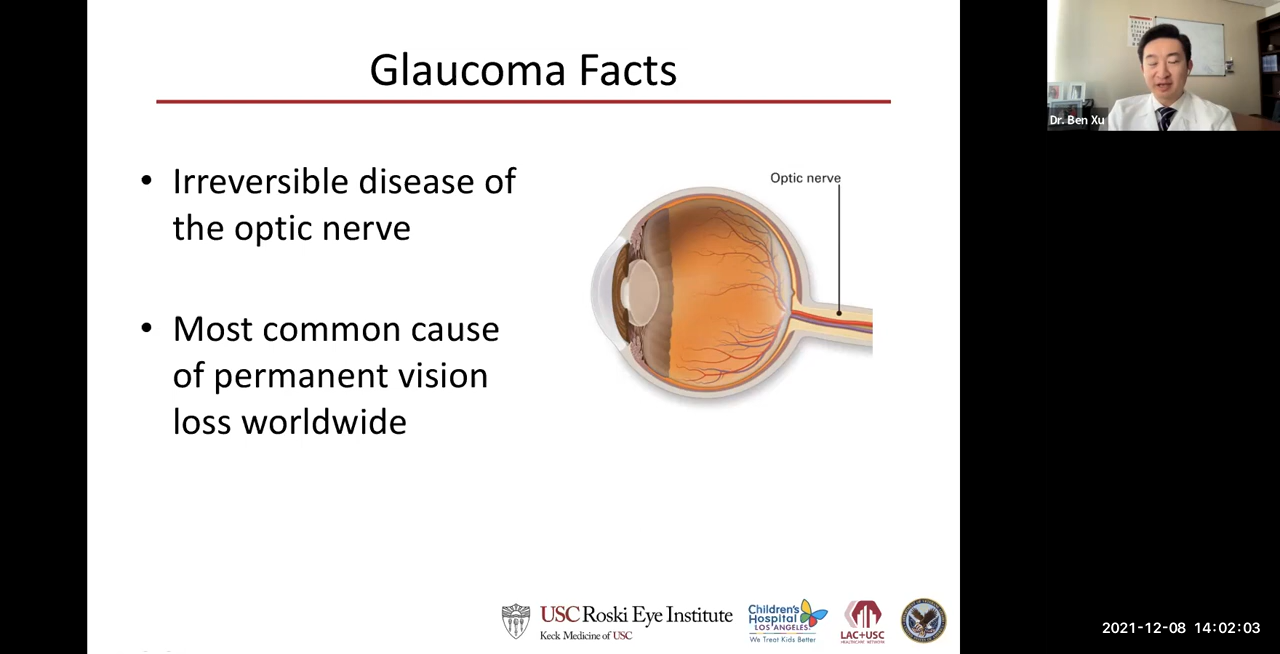 Glaucoma Facts
• Irreversible disease of
the optic nerve
• Most common cause
of permanent vision
loss worldwide
Optic nerve
USC Roski Eye Institute
Keck Medicine of USC
Children's
Hospital
LOS ANGELES
We Treat Kids Better
LAC+USC
HEALTHCARE NETWORK
Dr. Ben Xu
2021-12-08 14:02:03